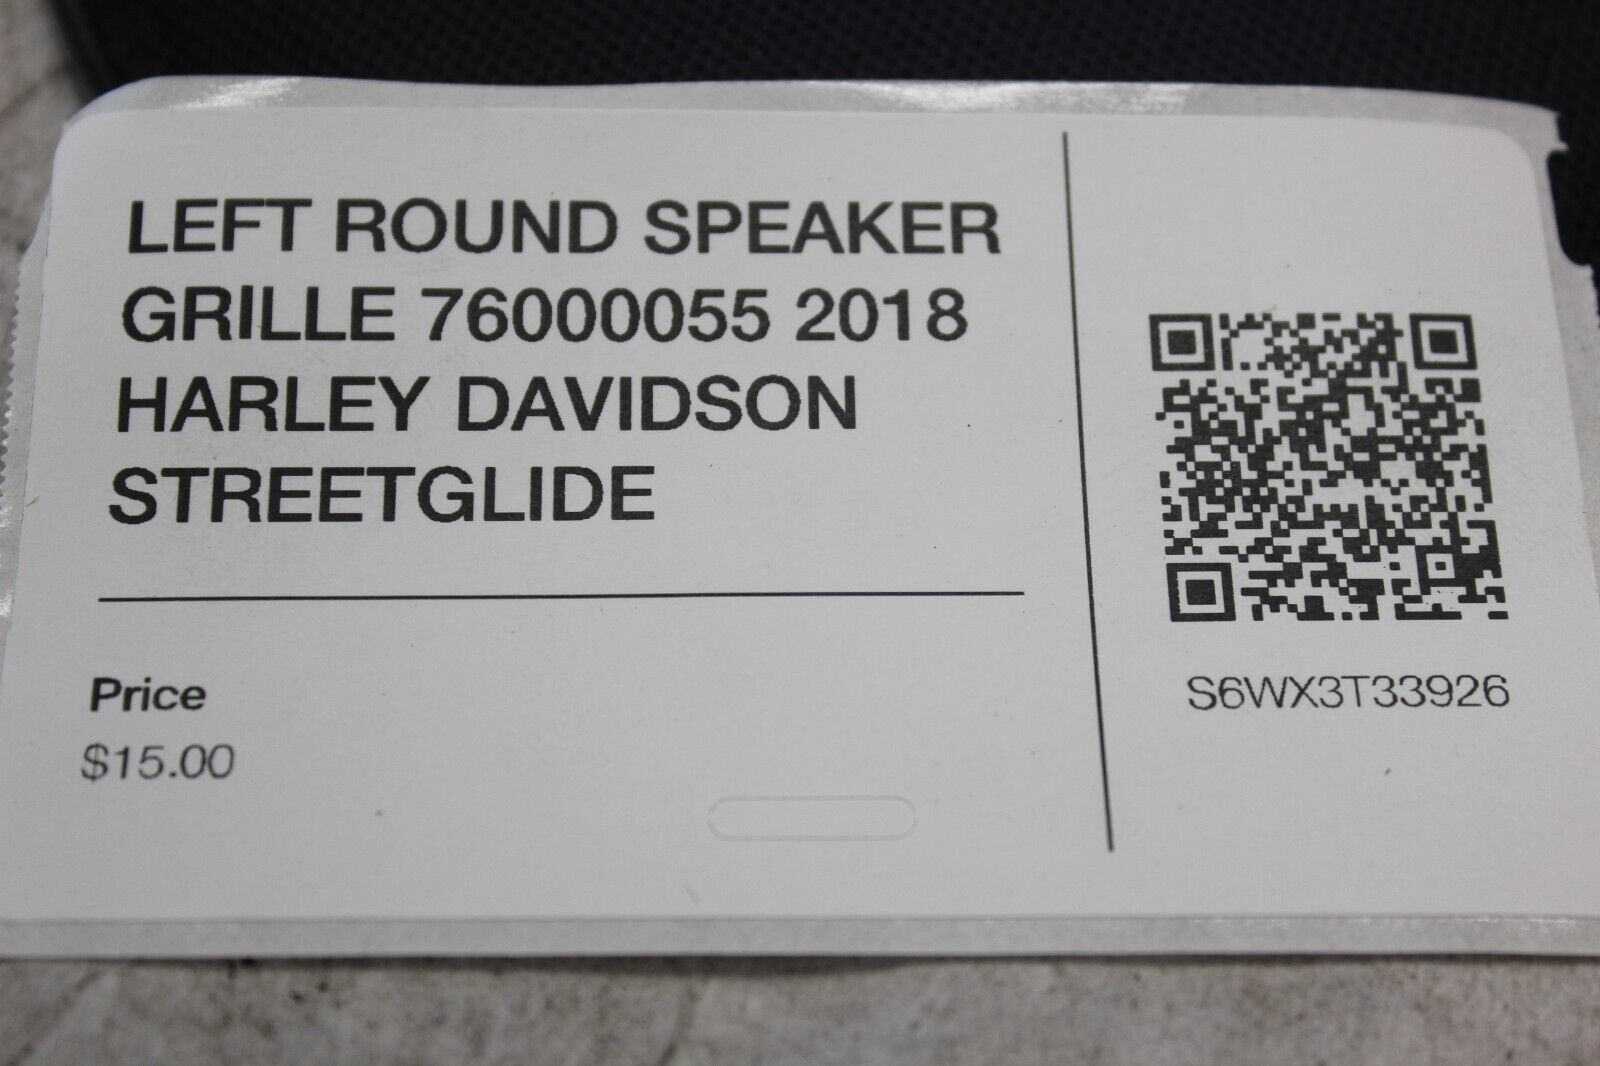 LEFT ROUND SPEAKER
GRILLE 76000055 2018
HARLEY DAVIDSON
STREETGLIDE
Price
$15.00
S6WX3T33926